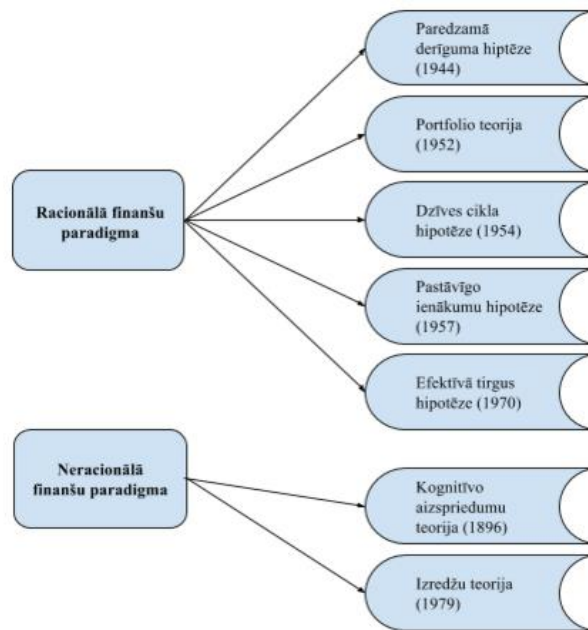 Paredzamā
derīguma hiptēze
(1944)
Portfolio teorija
(1952)
Racionālā finanšu
paradigma
Dzīves cikla
hipotēze (1954)
Pastāvīgo
ienākumu hipotēze
(1957)
Efektīvā tirgus
hipotēze (1970)
Neracionālā
finanšu paradigma
Kognitīvo
aizspriedumu
teorija (1896)
Izredžu teorija
(1979)